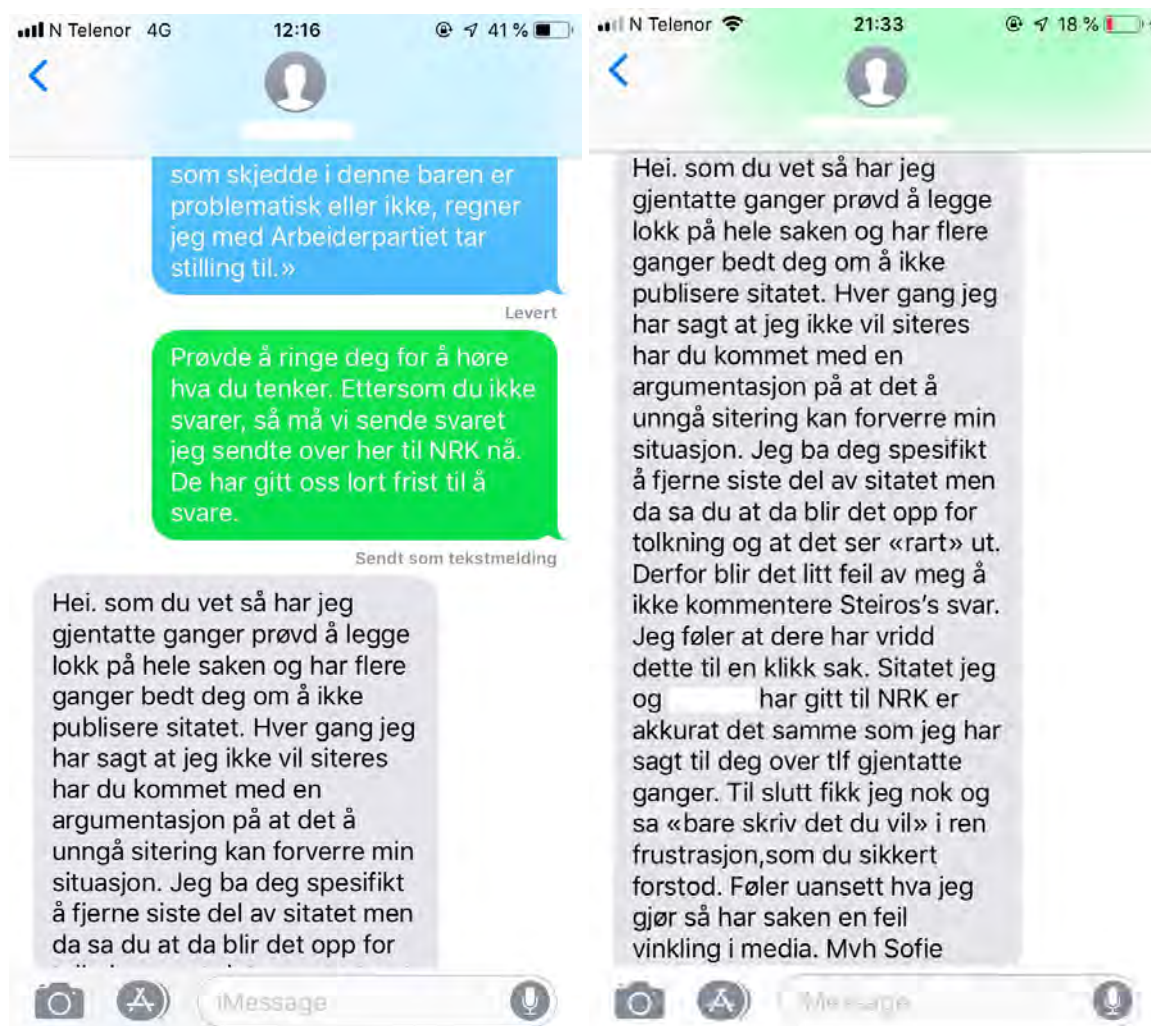 N Telenor 4G 12:16 41 %
som skjedde i denne baren er
problematisk eller ikke, regner
jeg med Arbeiderpartiet tar
stilling til.»
Levert
Prøvde å ringe deg for å høre
hva du tenker. Ettersom du ikke
svarer, så må vi sende svaret
jeg sendte over her til NRK nå.
De har gitt oss lort frist til å
svare.
Sendt som tekstmelding
Hei. som du vet så har jeg
gjentatte ganger prøvd å legge
lokk på hele saken og har flere
ganger bedt deg om å ikke
publisere sitatet. Hver gang jeg
har sagt at jeg ikke vil siteres
har du kommet med en
argumentasjon på at det å
unngå sitering kan forverre min
situasjon. Jeg ba deg spesifikt
å fjerne siste del av sitatet men
da sa du at da blir det opp for
iMessage
N Telenor 21:33 18 %
Hei. som du vet så har jeg
gjentatte ganger prøvd å legge
lokk på hele saken og har flere
ganger bedt deg om å ikke
publisere sitatet. Hver gang jeg
har sagt at jeg ikke vil siteres
har du kommet med en
argumentasjon på at det å
unngå sitering kan forverre min
situasjon. Jeg ba deg spesifikt
å fjerne siste del av sitatet men
da sa du at da blir det opp for
tolkning og at det ser «rart» ut.
Derfor blir det litt feil av meg å
ikke kommentere Steiros's svar.
Jeg føler at dere har vridd
dette til en klikk sak. Sitatet jeg
og har gitt til NRK er
akkurat det samme som jeg har
sagt til deg over tlf gjentatte
ganger. Til slutt fikk jeg nok og
sa «bare skriv det du vil» i ren
frustrasjon,som du sikkert
forstod. Føler uansett hva jeg
gjør så har saken en feil
vinkling i media. Mvh Sofie
iMessage